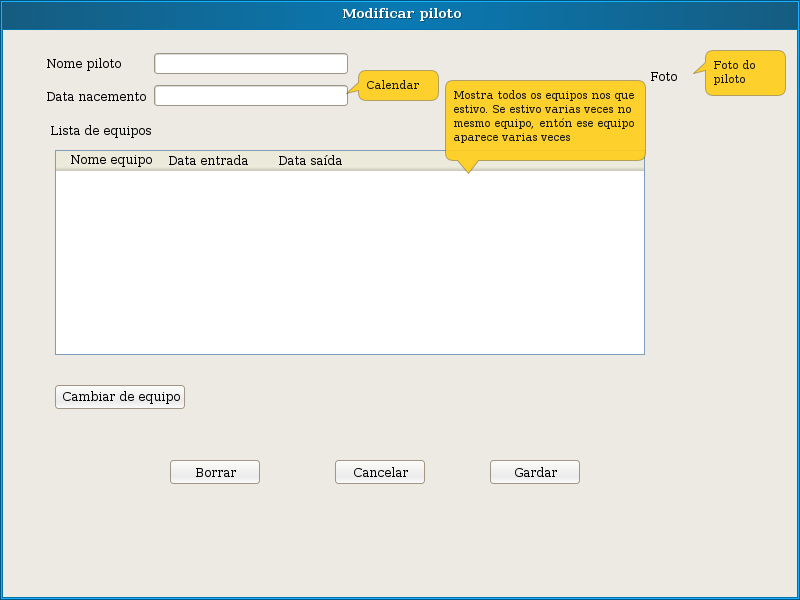 Modificar piloto
Nome piloto
Calendar
Foto
Foto do
piloto
Data nacemento
Mostra todos os equipos nos que
estivo. Se estivo varias veces no
mesmo equipo, entón ese equipo
aparece varias veces
Lista de equipos
Nome equipo Data entrada Data saída
Cambiar de equipo
Borrar Cancelar Gardar